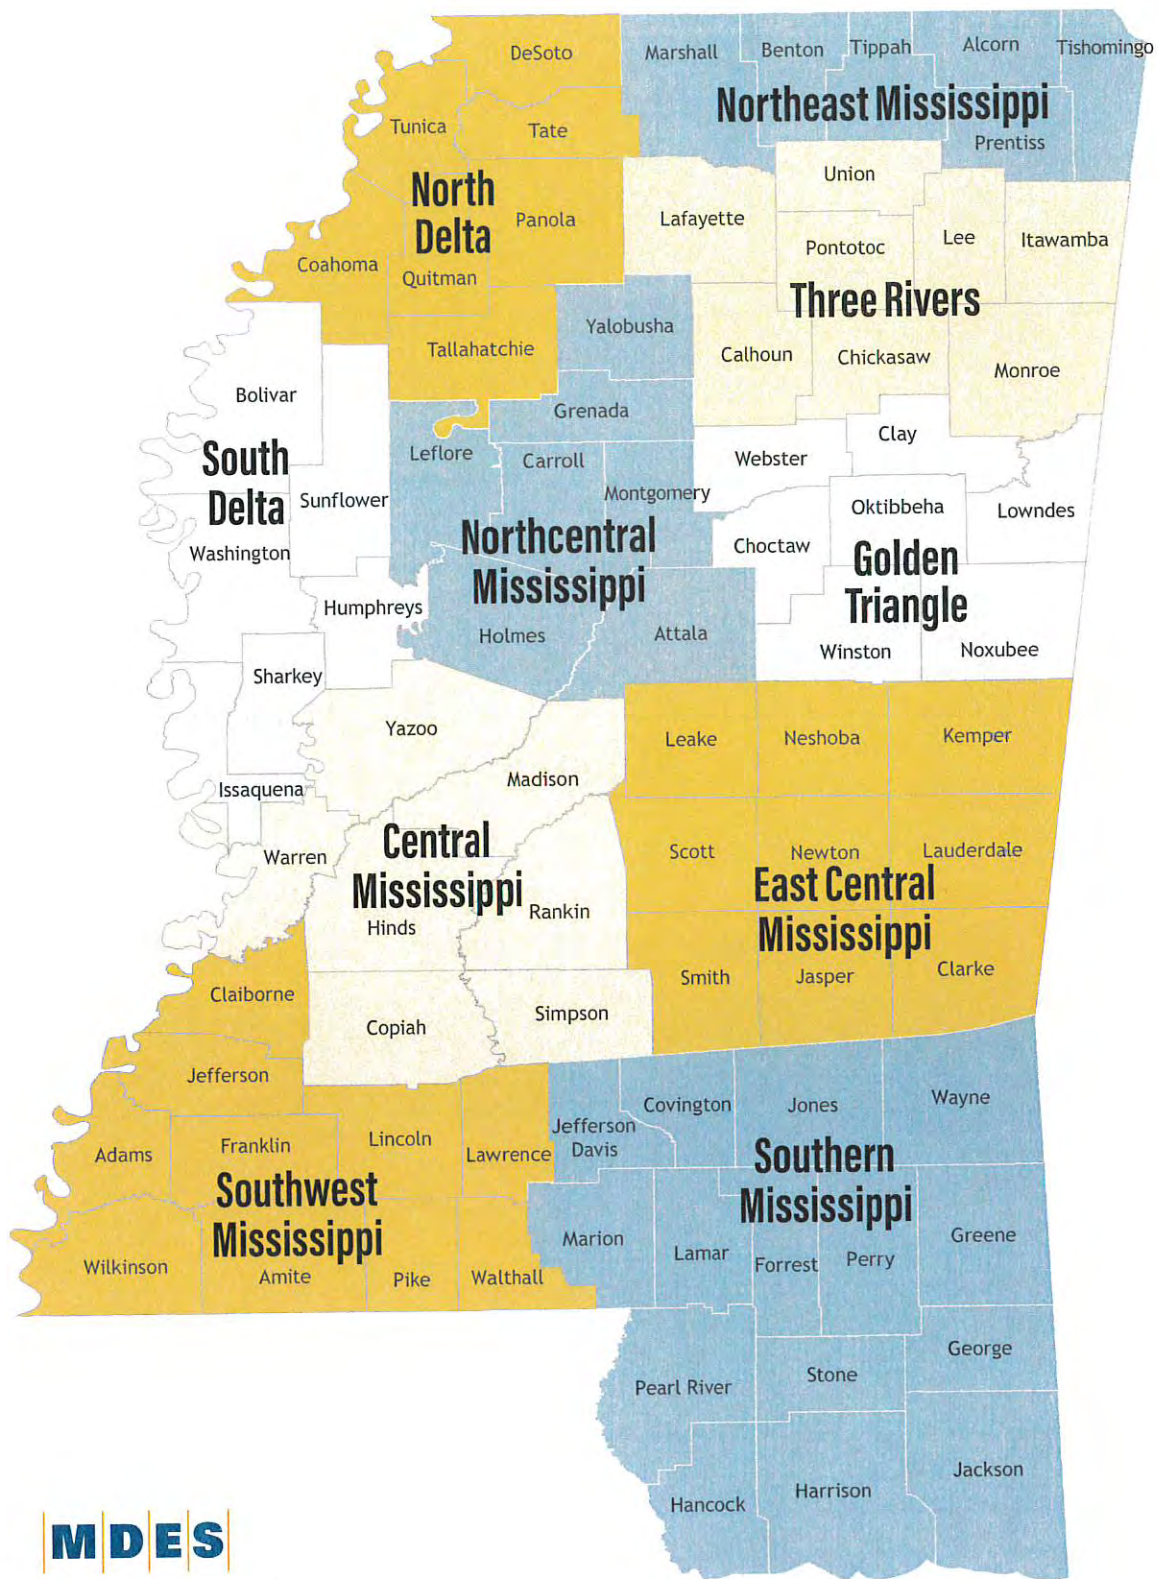 DeSoto
Marshall
Benton
Tippah
Alcorn
Tishomingo
Northeast Mississippi
Tunica
Tate
Prentiss
North
Delta
Union
Panola
Lafayette
Pontotoc
Lee
Itawamba
Coahoma
Quitman
Three Rivers
Yalobusha
Tallahatchie
Calhoun
Chickasaw
Monroe
Bolivar
Grenada
South
Delta
Leflore
Carroll
Webster
Clay
Sunflower
Montgomery
Oktibbeha
Lowndes
Washington
Northcentral
Mississippi
Choctaw
Golden
Triangle
Humphreys
Holmes
Attala
Winston
Noxubee
Sharkey
Yazoo
Leake
Neshoba
Kemper
Issaquena
Madison
Warren
Central
Mississippi
Scott
Newton
Lauderdale
East Central
Mississippi
Hinds
Rankin
Claiborne
Smith
Jasper
Clarke
Copiah
Simpson
Jefferson
Jefferson
Davis
Covington
Jones
Wayne
Adams
Franklin
Lincoln
Lawrence
Southwest
Mississippi
Southern
Mississippi
Marion
Lamar
Forrest
Perry
Greene
Wilkinson
Amite
Pike
Walthall
George
Pearl River
Stone
Jackson
Hancock
Harrison
MDES